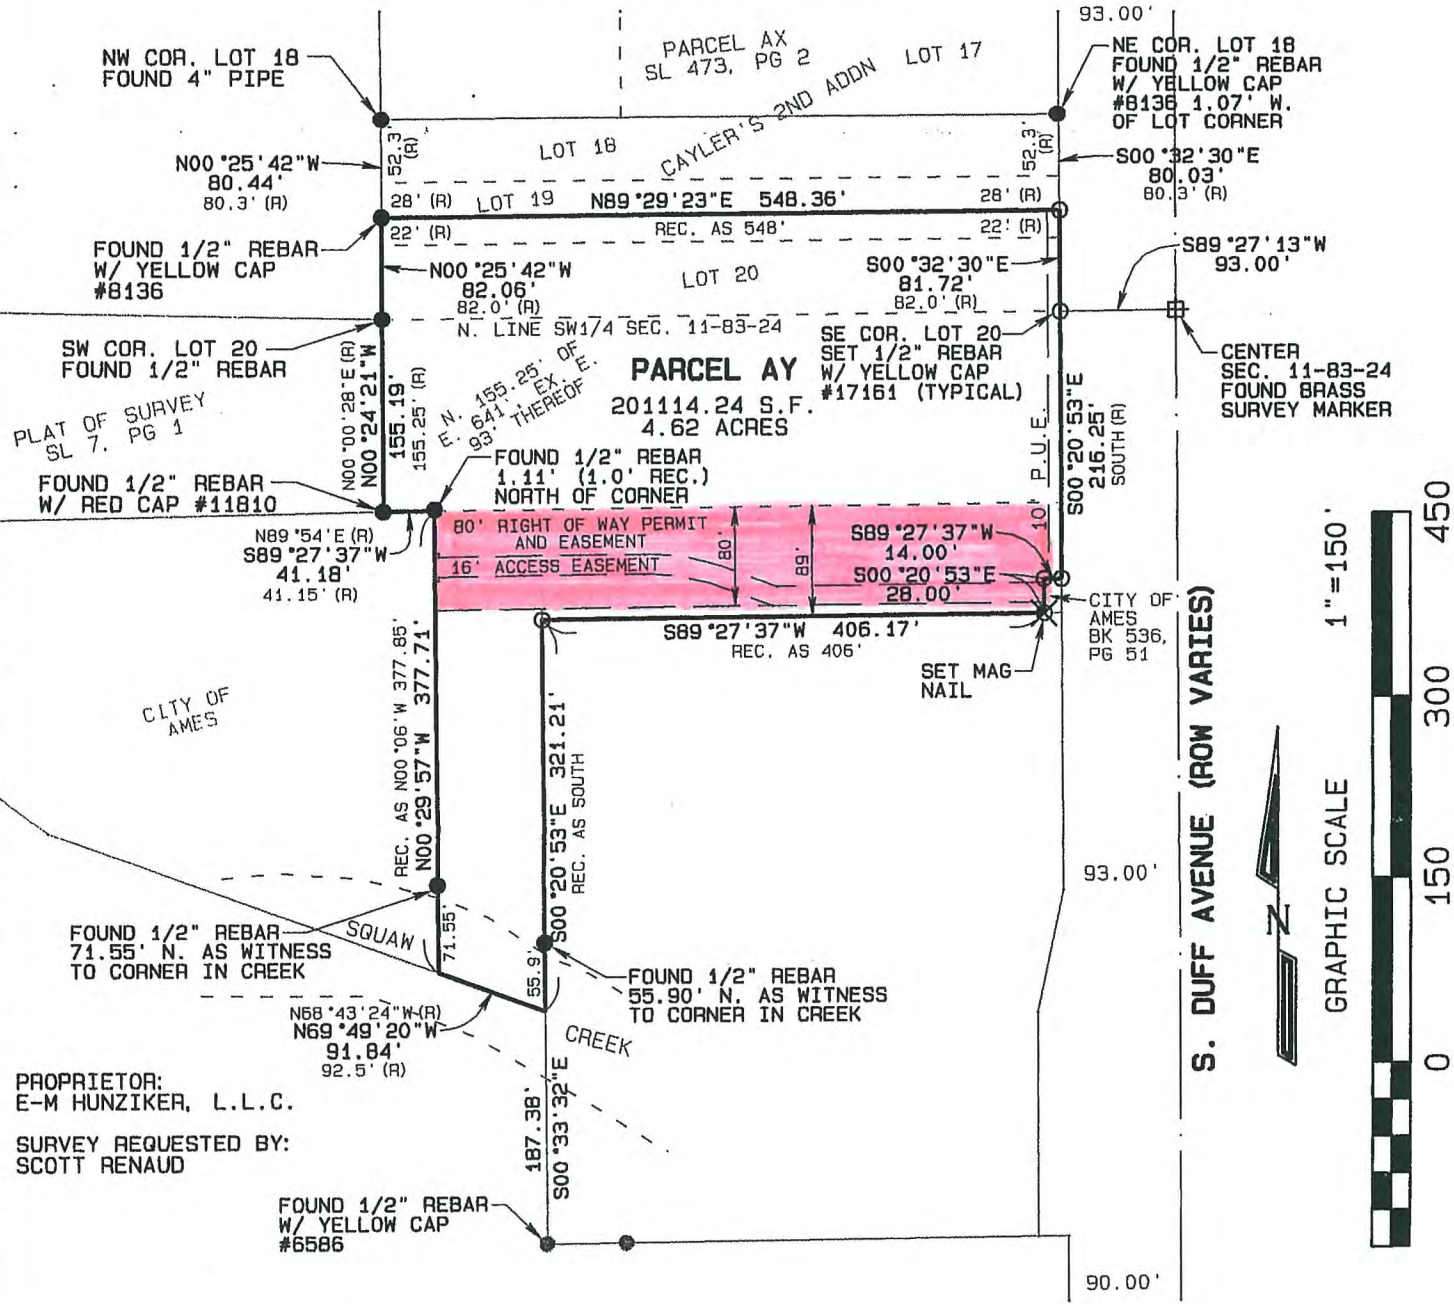 93.00'
NW COR. LOT 18
FOUND 4" PIPE
PARCEL AX
SL 473, PG 2
CAYLER'S 2ND ADDN
LOT 17
NE COR. LOT 18
FOUND 1/2" REBAR
W/ YELLOW CAP
#8136 1.07' W.
OF LOT CORNER
52.3'
(R)
LOT 18
52.3'
(R)
N00°25'42"W
80.44'
80.3' (R)
S00°32'30"E
80.03'
80.3' (R)
28' (R)
LOT 19
N89°29'23"E 548.36'
28' (R)
22' (R)
REC. AS 548'
22' (R)
FOUND 1/2" REBAR
W/ YELLOW CAP
#8136
N00°25'42"W
82.06'
82.0' (R)
LOT 20
S00°32'30"E
81.72'
82.0' (R)
S89°27'13"W
93.00'
N. LINE SW1/4 SEC. 11-83-24
SW COR. LOT 20
FOUND 1/2" REBAR
SE COR. LOT 20
SET 1/2" REBAR
W/ YELLOW CAP
#17161 (TYPICAL)
CENTER
SEC. 11-83-24
FOUND BRASS
SURVEY MARKER
PLAT OF SURVEY
SL 7, PG 1
N00°00'28"E (R)
N00°24'21"W
155.19'
155.25' (R)
N. 155.25' OF
E. 641', EX. E.
93' THEREOF
PARCEL AY
201114.24 S.F.
4.62 ACRES
10' P.U.E.
S00°20'53"E
216.25'
SOUTH (R)
FOUND 1/2" REBAR
W/ RED CAP #11810
FOUND 1/2" REBAR
1.11' (1.0' REC.)
NORTH OF CORNER
N89°54'E (R)
S89°27'37"W
41.18'
41.15' (R)
80' RIGHT OF WAY PERMIT
AND EASEMENT
16' ACCESS EASEMENT
80'
89'
S89°27'37"W
14.00'
S00°20'53"E
28.00'
CITY OF
AMES
BK 536,
PG 51
S89°27'37"W 406.17'
REC. AS 406'
SET MAG
NAIL
CITY OF
AMES
REC. AS N00°06'W 377.85'
N00°29'57"W 377.71'
S00°20'53"E 321.21'
REC. AS SOUTH
S. DUFF AVENUE (ROW VARIES)
93.00'
N
GRAPHIC SCALE 1"=150'
450
300
150
0
FOUND 1/2" REBAR
71.55' N. AS WITNESS
TO CORNER IN CREEK
SQUAW
71.55'
55.9'
FOUND 1/2" REBAR
55.90' N. AS WITNESS
TO CORNER IN CREEK
N68°43'24"W (R)
N69°49'20"W
91.84'
92.5' (R)
CREEK
PROPRIETOR:
E-M HUNZIKER, L.L.C.
SURVEY REQUESTED BY:
SCOTT RENAUD
187.38'
S00°33'32"E
FOUND 1/2" REBAR
W/ YELLOW CAP
#6586
90.00'